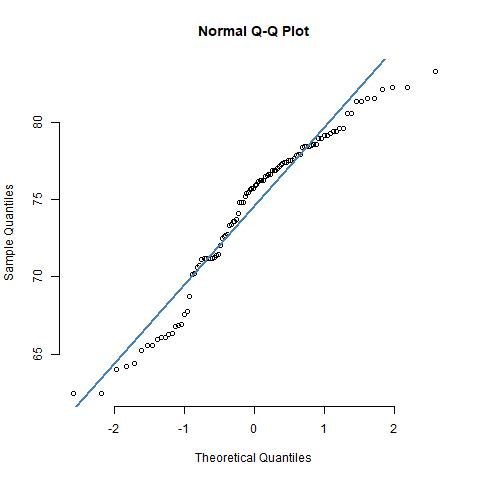 Normal Q-Q Plot
80
75
70
65
Sample Quantiles
-2 -1 0 1 2
Theoretical Quantiles